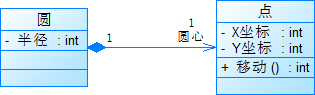 圆
- 半径 : int
1
1
圆心
点
- X坐标 : int
- Y坐标 : int
+ 移动 () : int